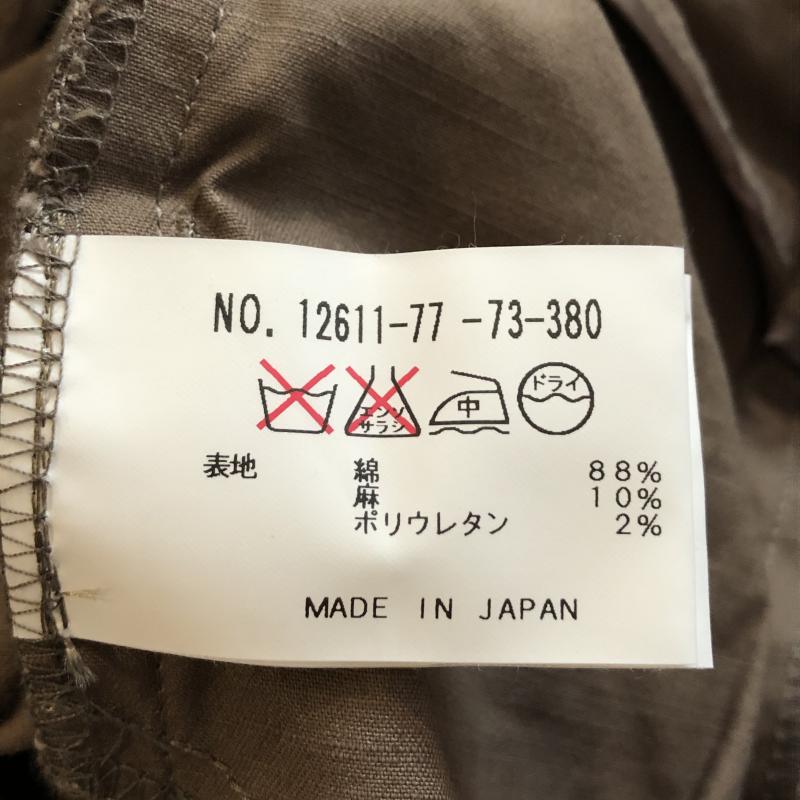 NO. 12611-77 -73-380
エンソ
サラシ
中
ドライ
表地 綿 88%
麻 10%
ポリウレタン 2%
MADE IN JAPAN